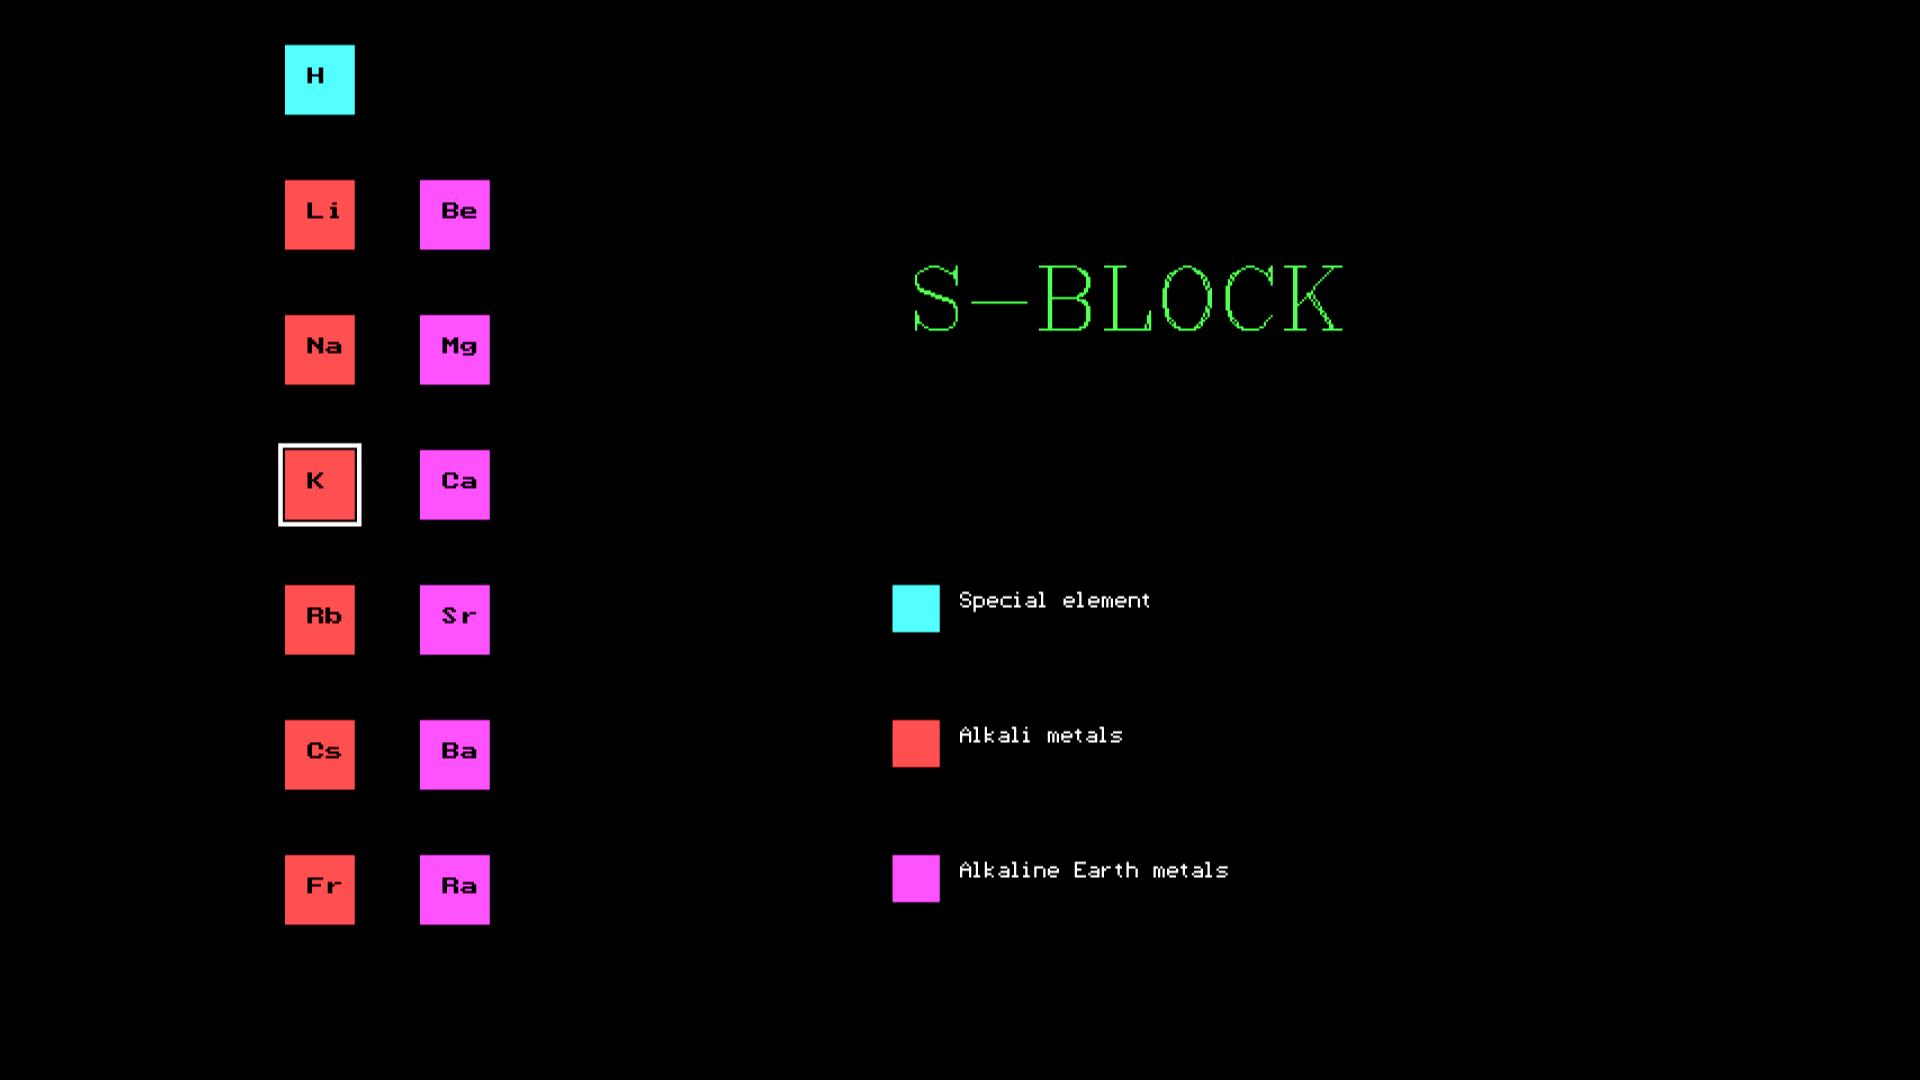 H
Li Be
Na Mg
K Ca
Rb Sr
Cs Ba
Fr Ra
S-BLOCK
Special element
Alkali metals
Alkaline Earth metals